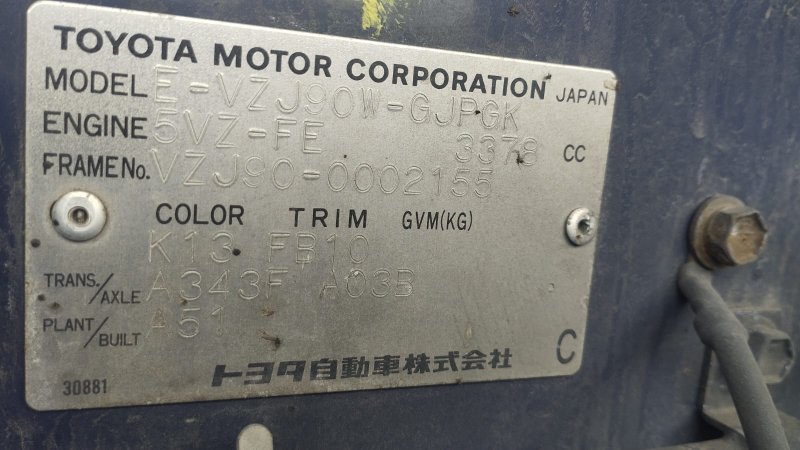 TOYOTA MOTOR CORPORATION JAPAN
MODEL E-VZJ90W-GJPGK
ENGINE 5VZ-FE 3378 CC
FRAME No. VZJ90-0002155
COLOR TRIM GVM(KG)
K13 FB10
TRANS./AXLE A343F A03B
PLANT/BUILT A51
トヨタ自動車株式会社 C
30881